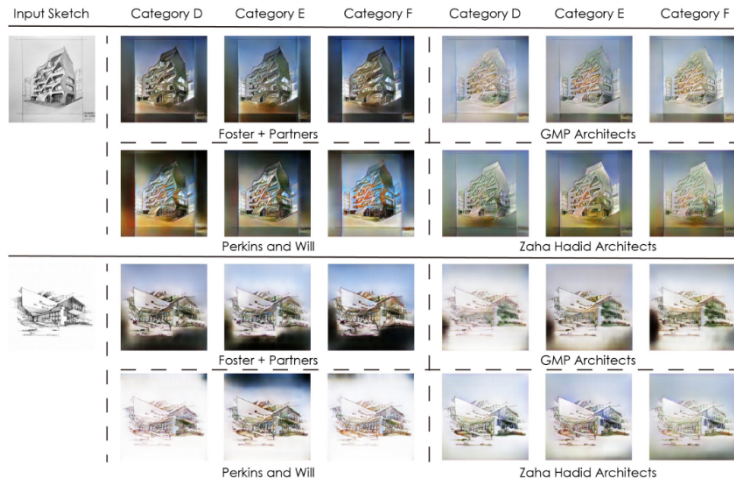 Input Sketch Category D Category E Category F Category D Category E Category F
Foster + Partners GMP Architects
Perkins and Will Zaha Hadid Architects
Foster + Partners GMP Architects
Perkins and Will Zaha Hadid Architects